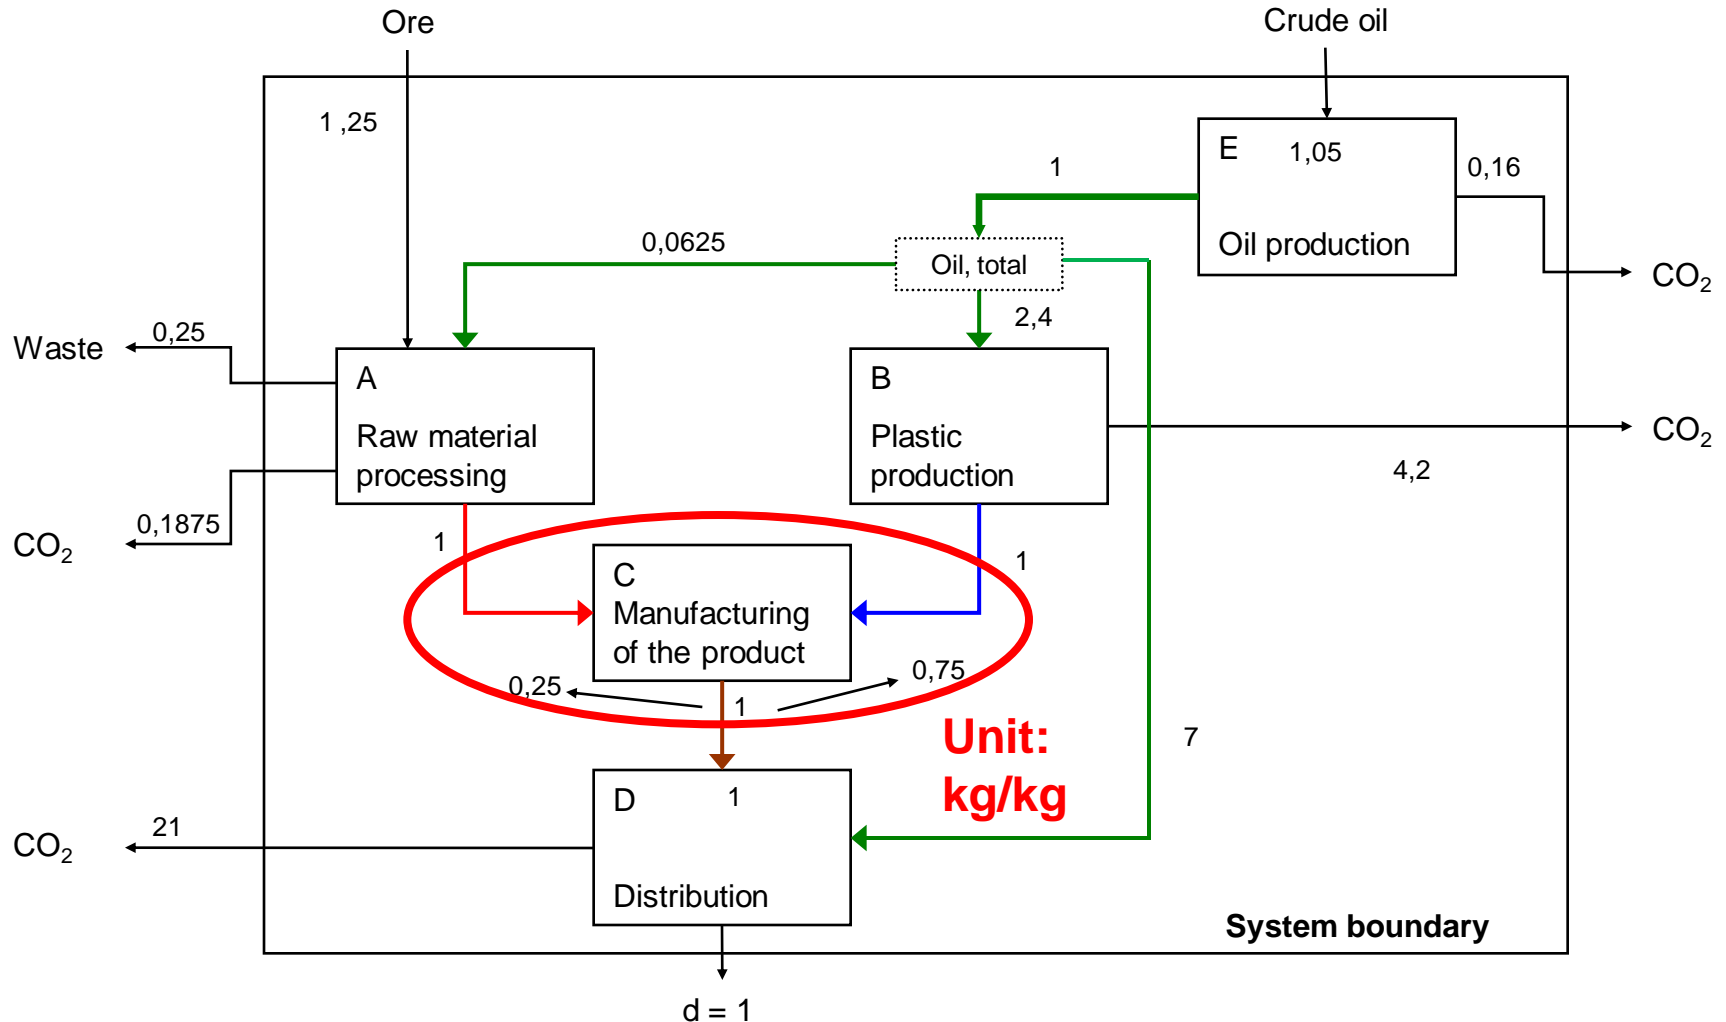 Ore
Crude oil
1 ,25
E
1,05
1
0,16
0,0625
Oil, total
Oil production
CO₂
2,4
Waste
0,25
A
Raw material
processing
B
Plastic
production
CO₂
4,2
0,1875
CO₂
1
1
C
Manufacturing
of the product
0,25
0,75
1
Unit:
kg/kg
7
D
1
21
CO₂
Distribution
System boundary
d = 1